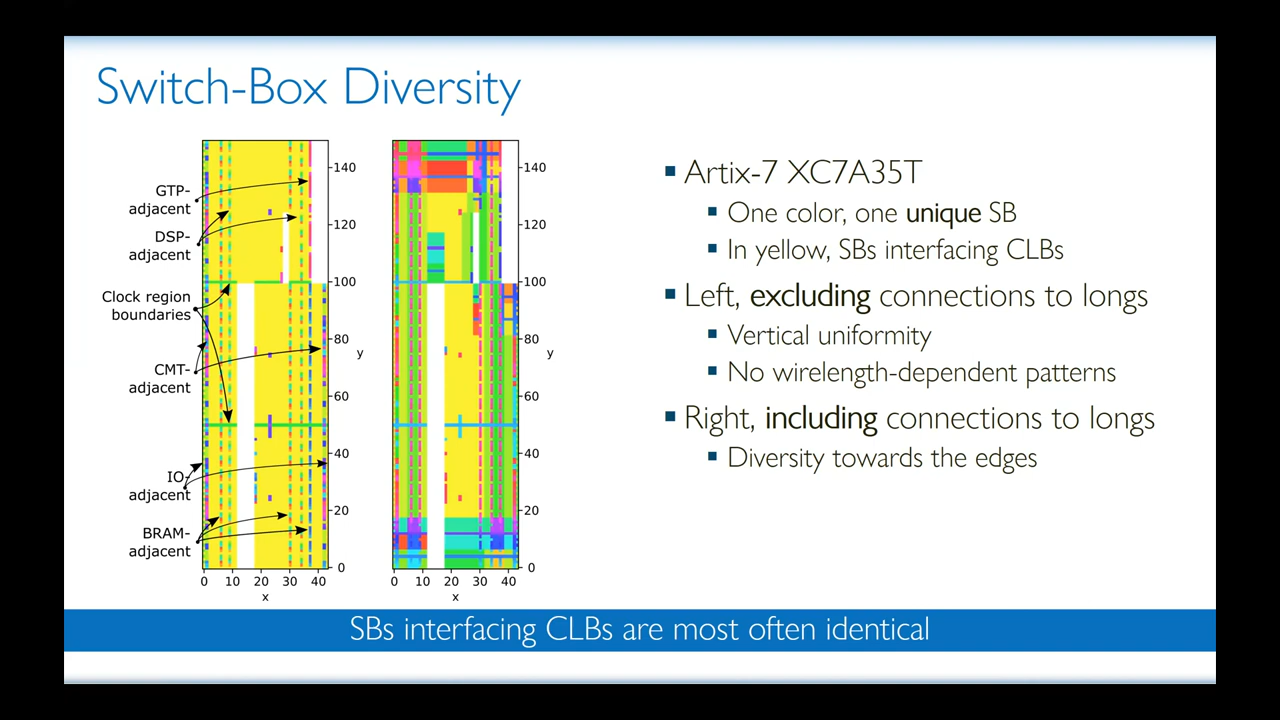 Switch-Box Diversity
GTP-
adjacent
DSP-
adjacent
Clock region
boundaries
CMT-
adjacent
IO-
adjacent
BRAM-
adjacent
140
120
100
80
y
60
40
20
0
0 10 20 30 40
x
140
120
100
80
y
60
40
20
0
0 10 20 30 40
x
Artix-7 XC7A35T
One color, one unique SB
In yellow, SBs interfacing CLBs
Left, excluding connections to longs
Vertical uniformity
No wirelength-dependent patterns
Right, including connections to longs
Diversity towards the edges
SBs interfacing CLBs are most often identical